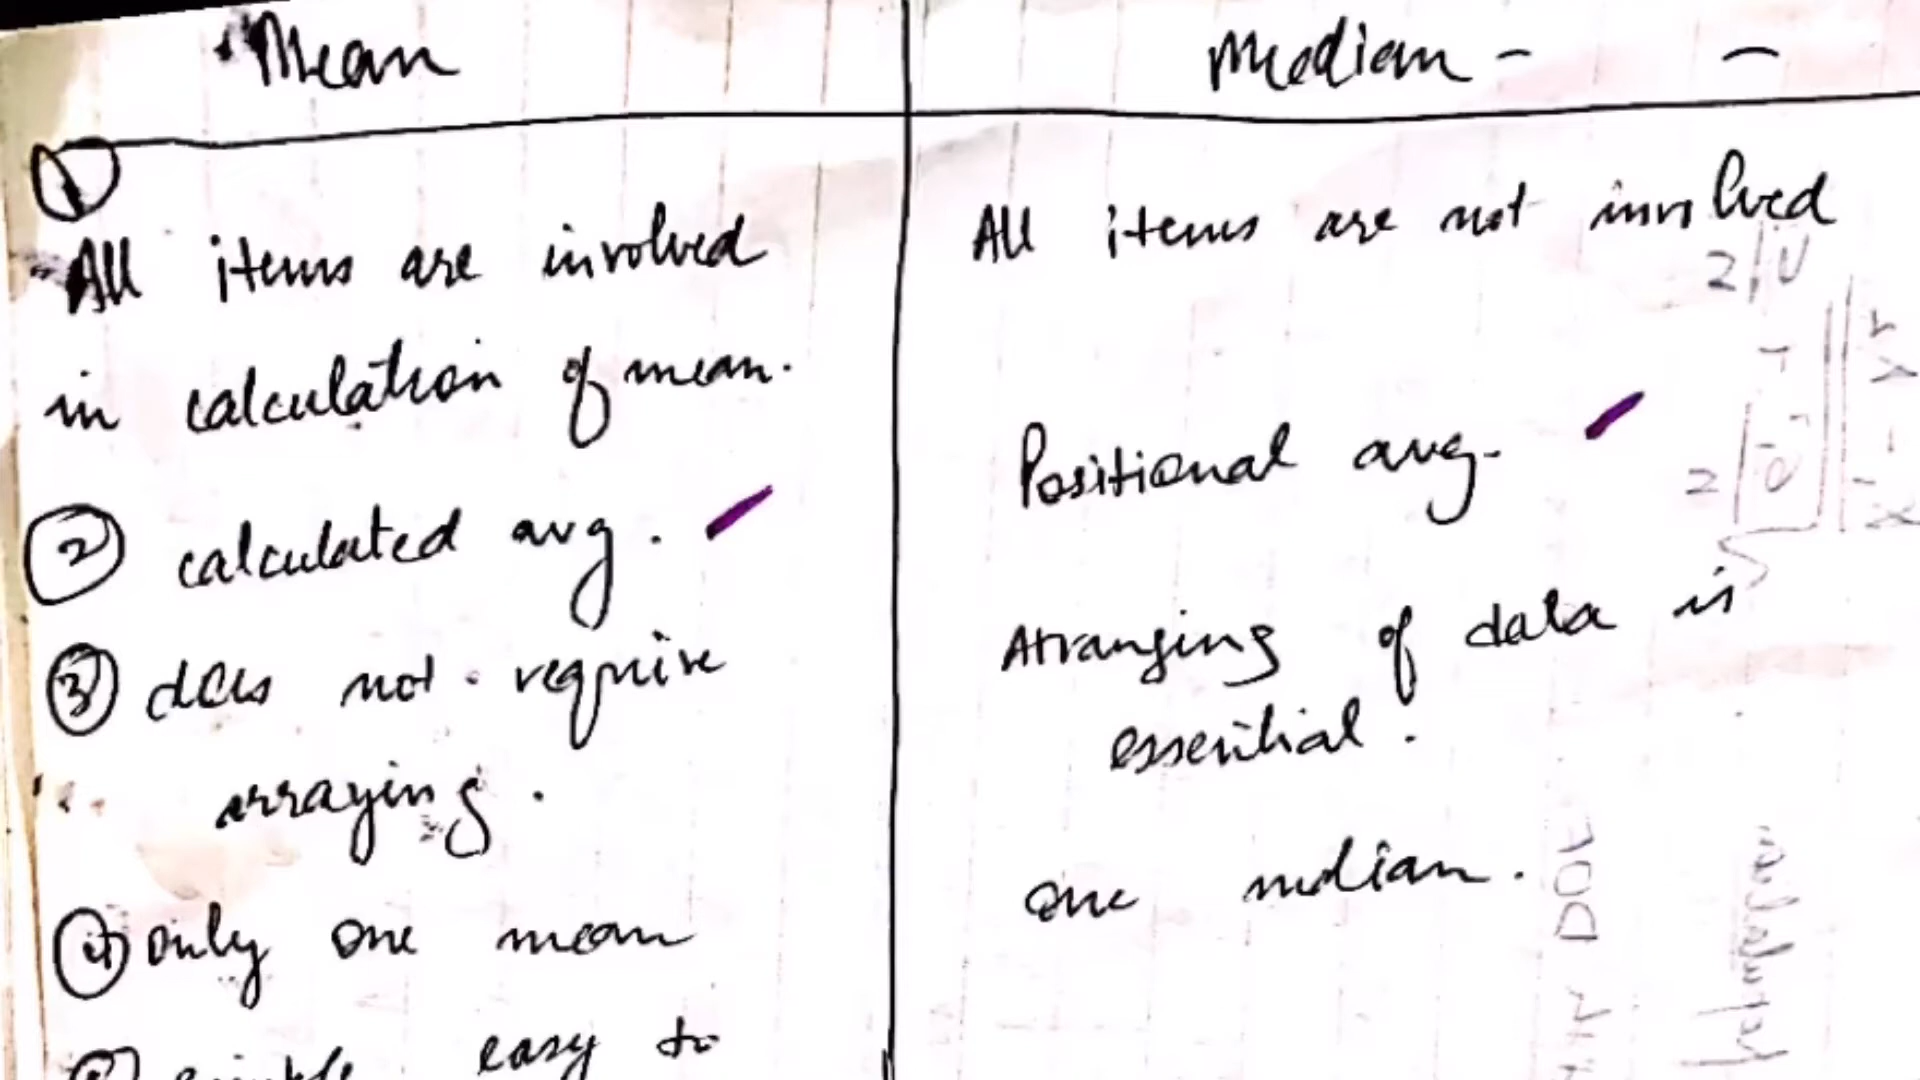 Mean
Median -  -
①
All items are involved
in calculation of mean.
② calculated avg.
③ does not require
arraying.
④ only one mean
simple easy to
All items are not involved
Positional avg.
Arranging of data is
essential.
one median.